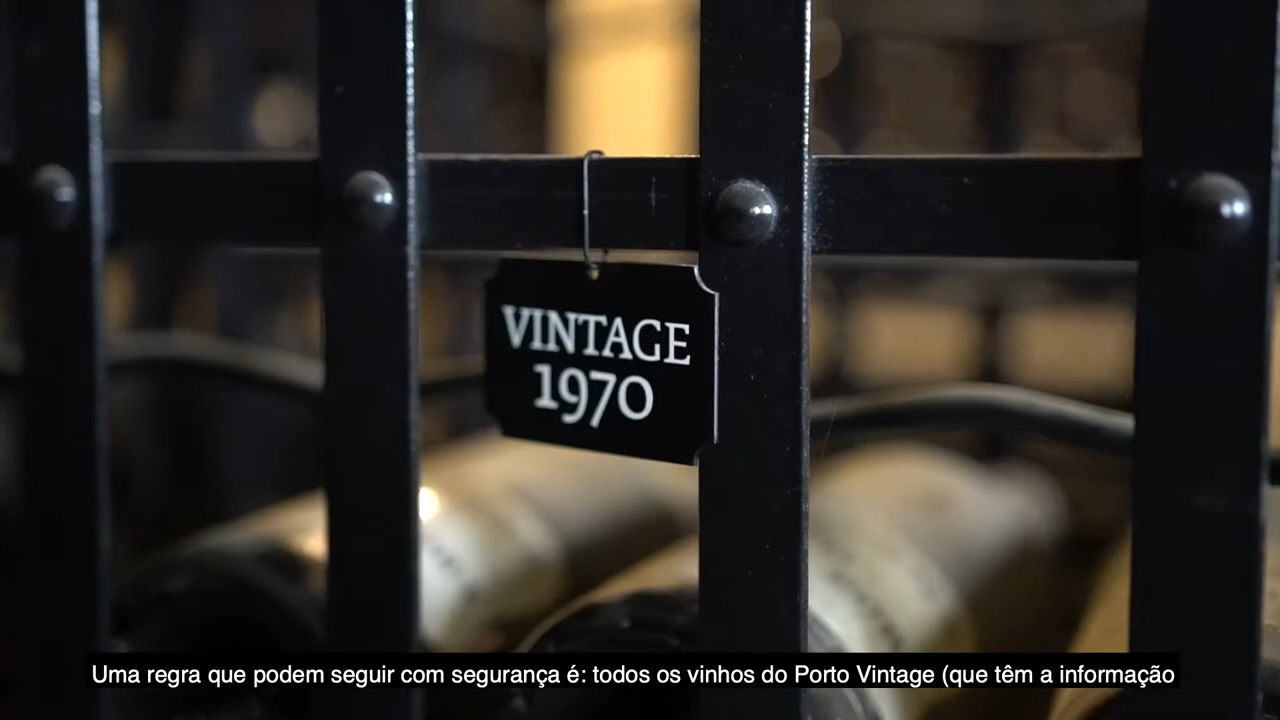 VINTAGE
1970
Uma regra que podem seguir com segurança é: todos os vinhos do Porto Vintage (que têm a informação